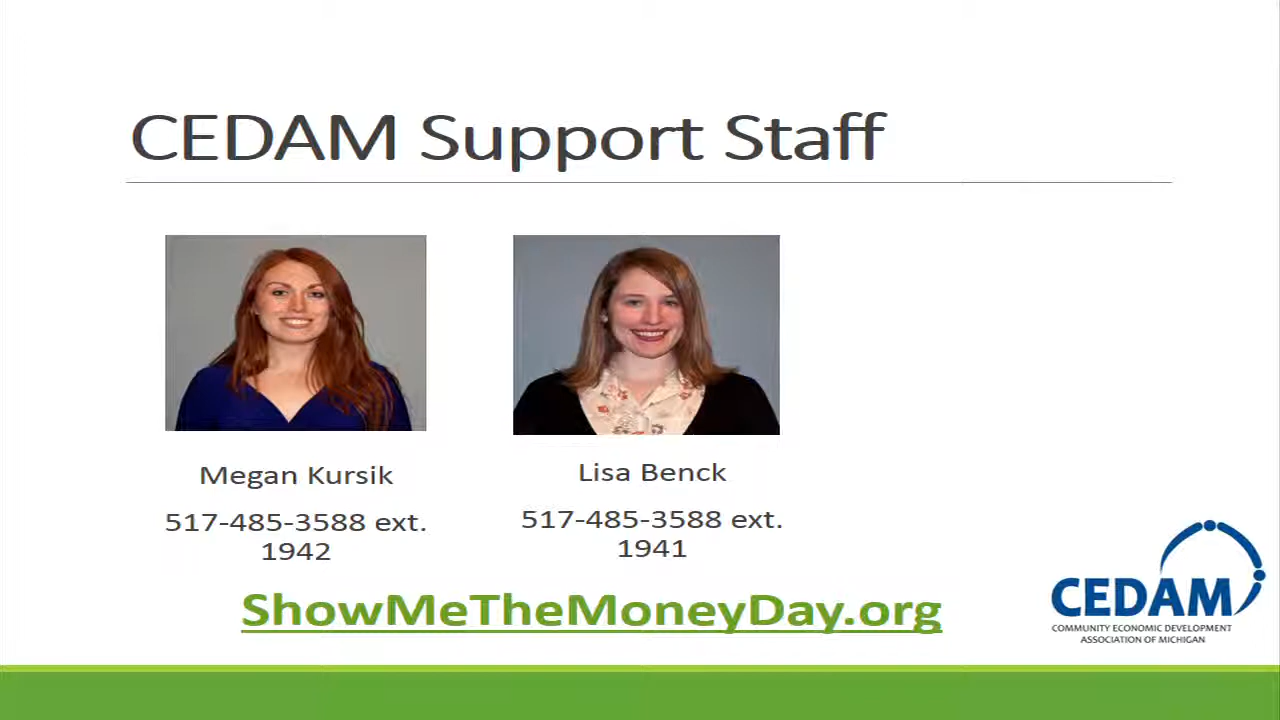 CEDAM Support Staff
Megan Kursik
517-485-3588 ext.
1942
Lisa Benck
517-485-3588 ext.
1941
ShowMeTheMoneyDay.org
CEDAM
COMMUNITY ECONOMIC DEVELOPMENT
ASSOCIATION OF MICHIGAN